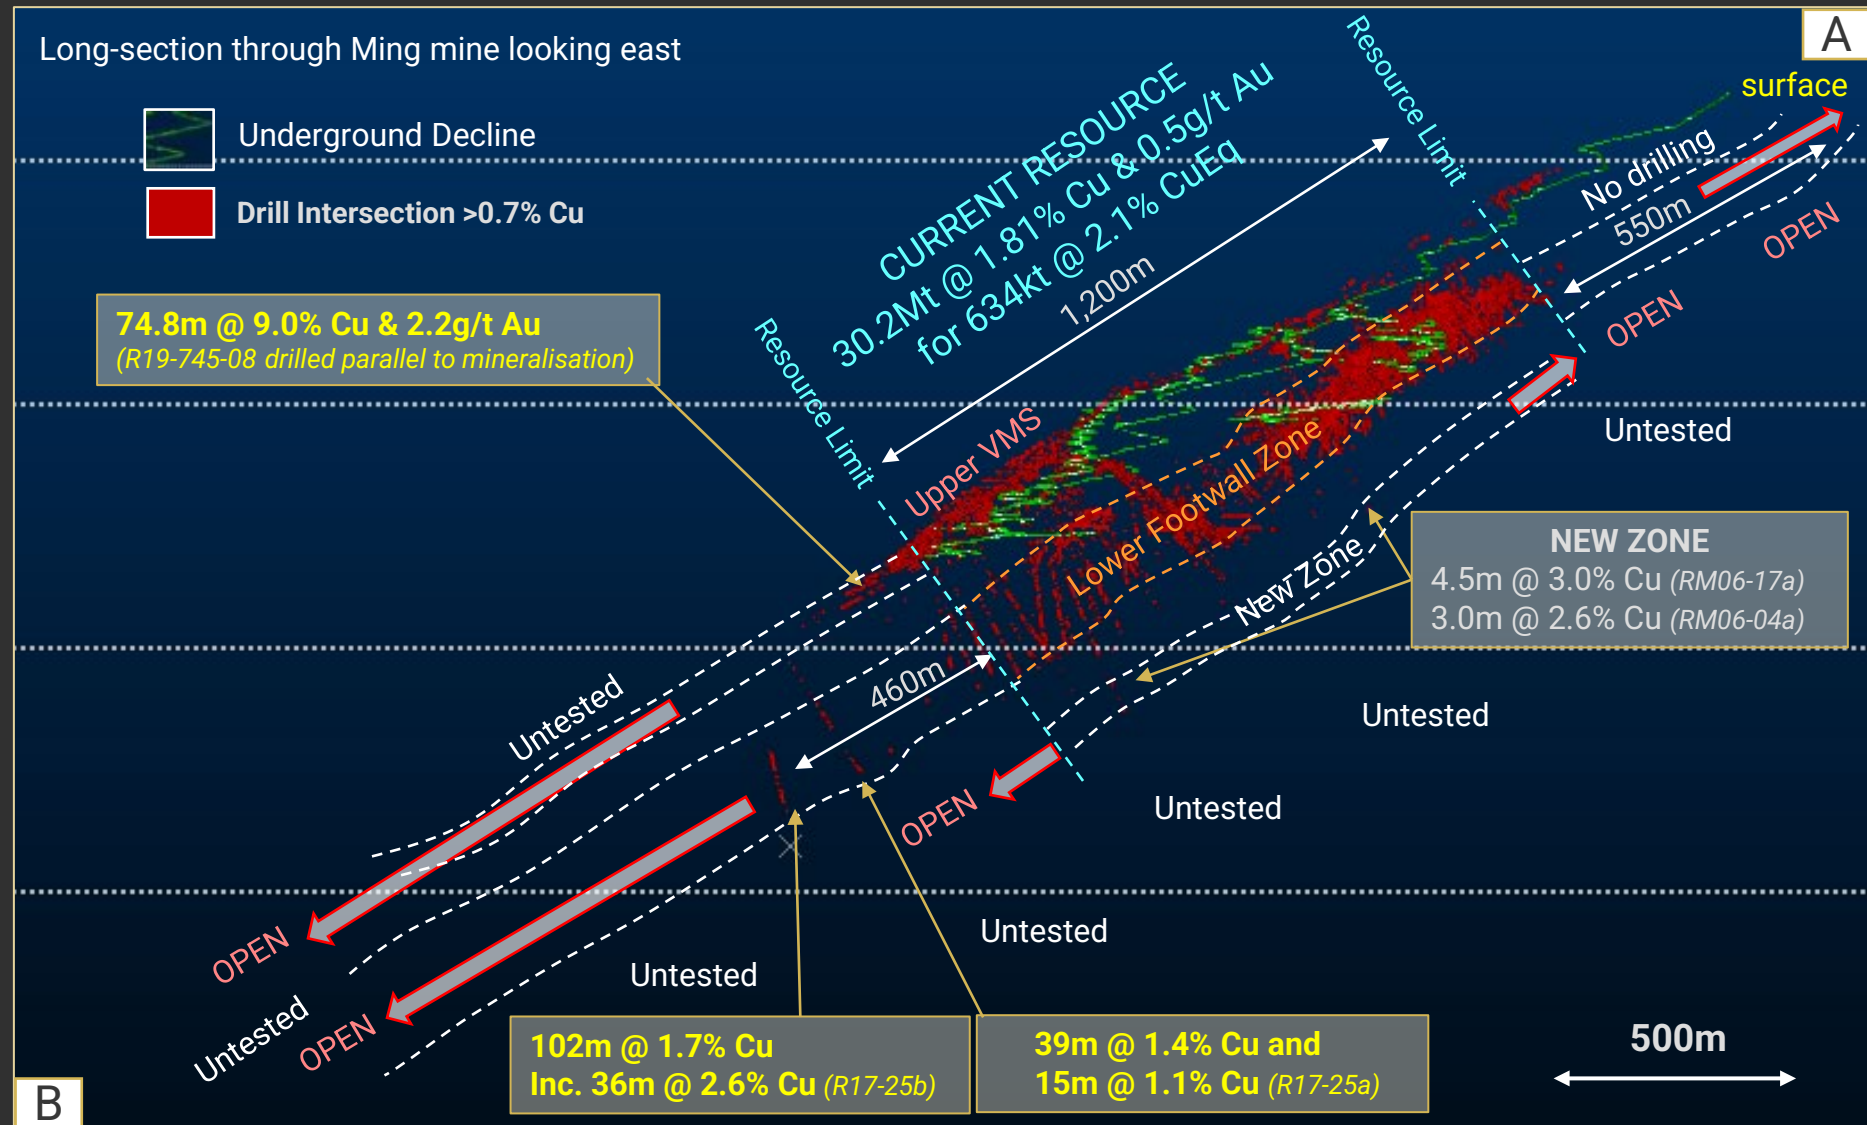 Long-section through Ming mine looking east
A
Underground Decline
Drill Intersection >0.7% Cu
surface
Resource Limit
CURRENT RESOURCE
30.2Mt @ 1.81% Cu & 0.5g/t Au
for 634kt @ 2.1% CuEq
1,200m
No drilling
550m
OPEN
OPEN
74.8m @ 9.0% Cu & 2.2g/t Au
(R19-745-08 drilled parallel to mineralisation)
Resource Limit
Upper VMS
Lower Footwall Zone
Untested
New Zone
NEW ZONE
4.5m @ 3.0% Cu (RM06-17a)
3.0m @ 2.6% Cu (RM06-04a)
460m
Untested
Untested
Untested
OPEN
OPEN
Untested
Untested
Untested
OPEN
102m @ 1.7% Cu
Inc. 36m @ 2.6% Cu (R17-25b)
39m @ 1.4% Cu and
15m @ 1.1% Cu (R17-25a)
500m
B